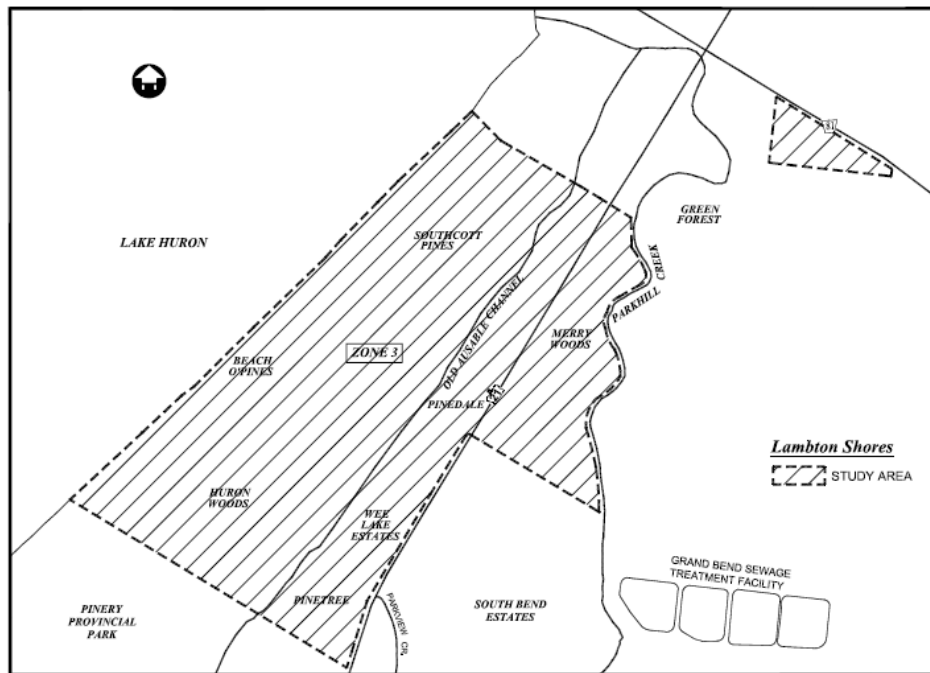 81
GREEN
FOREST
LAKE HURON
SOUTHCOTT
PINES
PARKHILL CREEK
OLD AUSABLE CHANNEL
MERRY
WOODS
ZONE 3
BEACH
O'PINES
21
PINEDALE
Lambton Shores
STUDY AREA
HURON
WOODS
WEE
LAKE
ESTATES
GRAND BEND SEWAGE
TREATMENT FACILITY
PINETREE
PARKVIEW CR.
SOUTH BEND
ESTATES
PINERY
PROVINCIAL
PARK